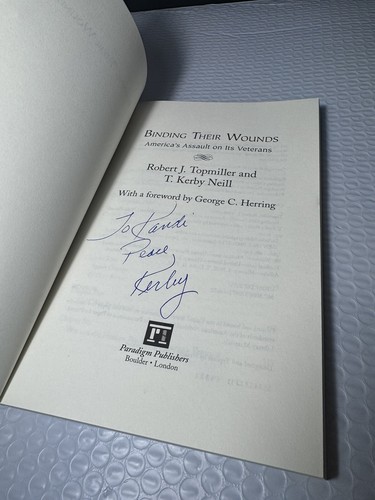 BINDING THEIR WOUNDS
America's Assault on Its Veterans
Robert J. Topmiller and
T. Kerby Neill
With a foreword by George C. Herring
To Randi
Peace
Kerby
Paradigm Publishers
Boulder • London